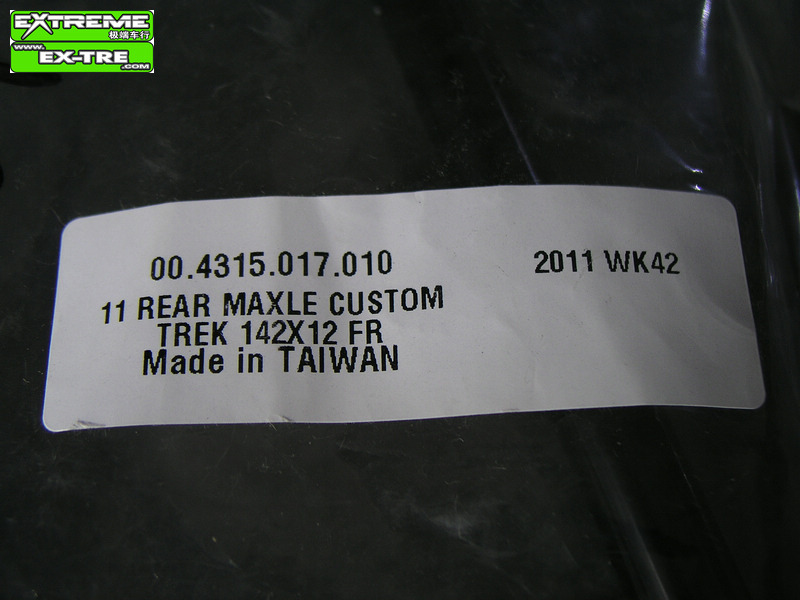 EXTREME
极端车行
www.
EX-TRE
.COM
00.4315.017.010
2011 WK42
11 REAR MAXLE CUSTOM
TREK 142X12 FR
Made in TAIWAN